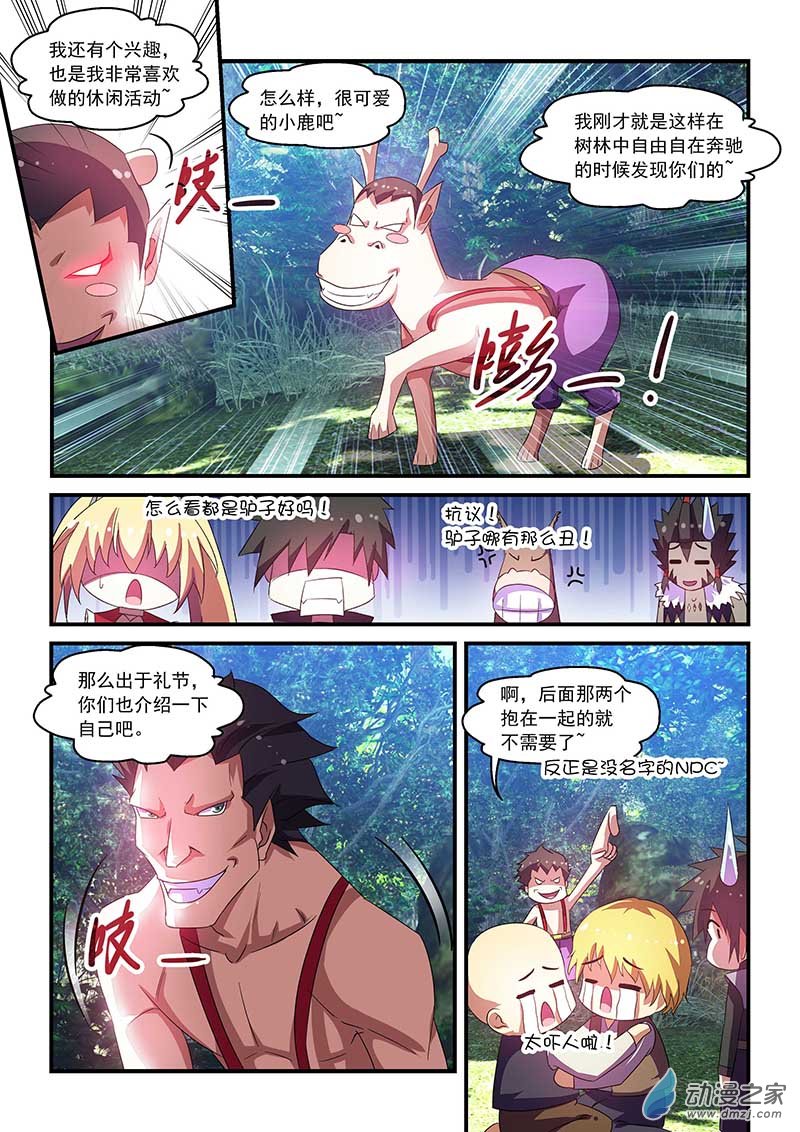 我还有个兴趣，
也是我非常喜欢
做的休闲活动~
吱一
怎么样，很可爱
的小鹿吧~
我刚才就是这样在
树林中自由自在奔驰
的时候发现你们的~
膨一！
怎么看都是驴子好吗！
抗议！
驴子哪有那么丑！
那么出于礼节，
你们也介绍一下
自己吧。
吱一
啊，后面那两个
抱在一起的就
不需要了~
反正是没名字的NPC~
太吓人啦！
动漫之家
www.dmzj.com